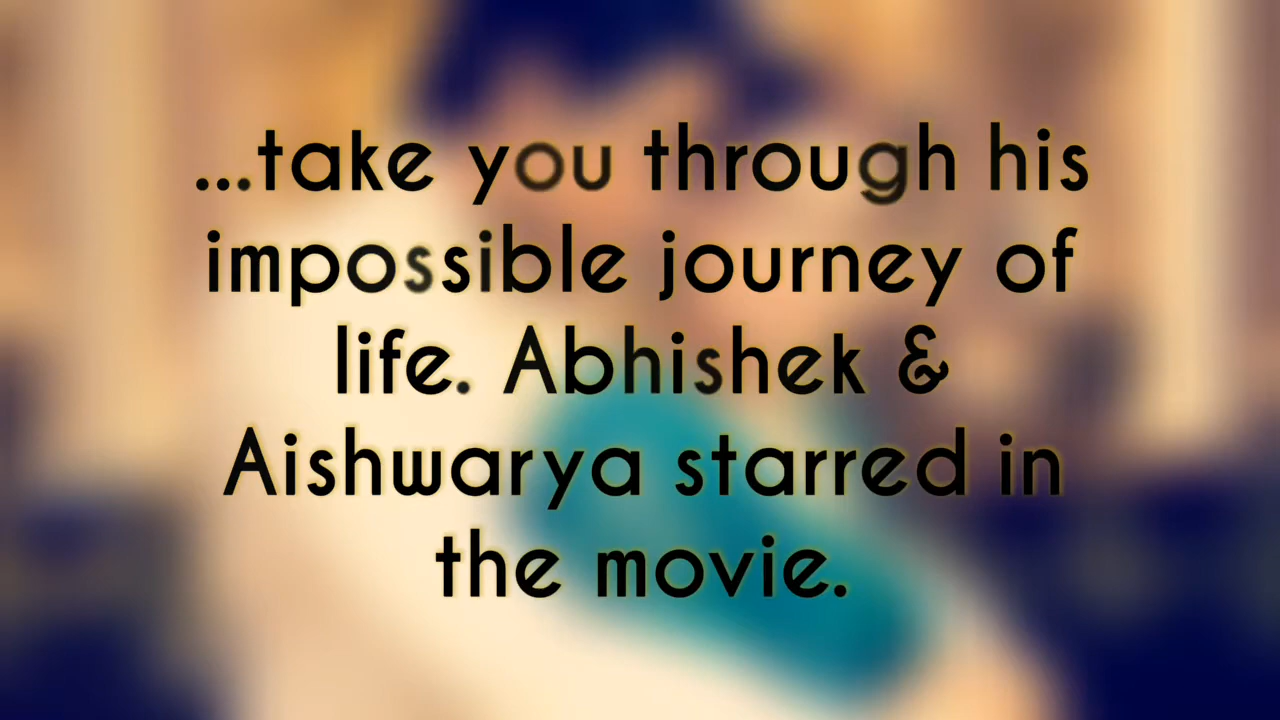 ...take you through his
impossible journey of
life. Abhishek &
Aishwarya starred in
the movie.